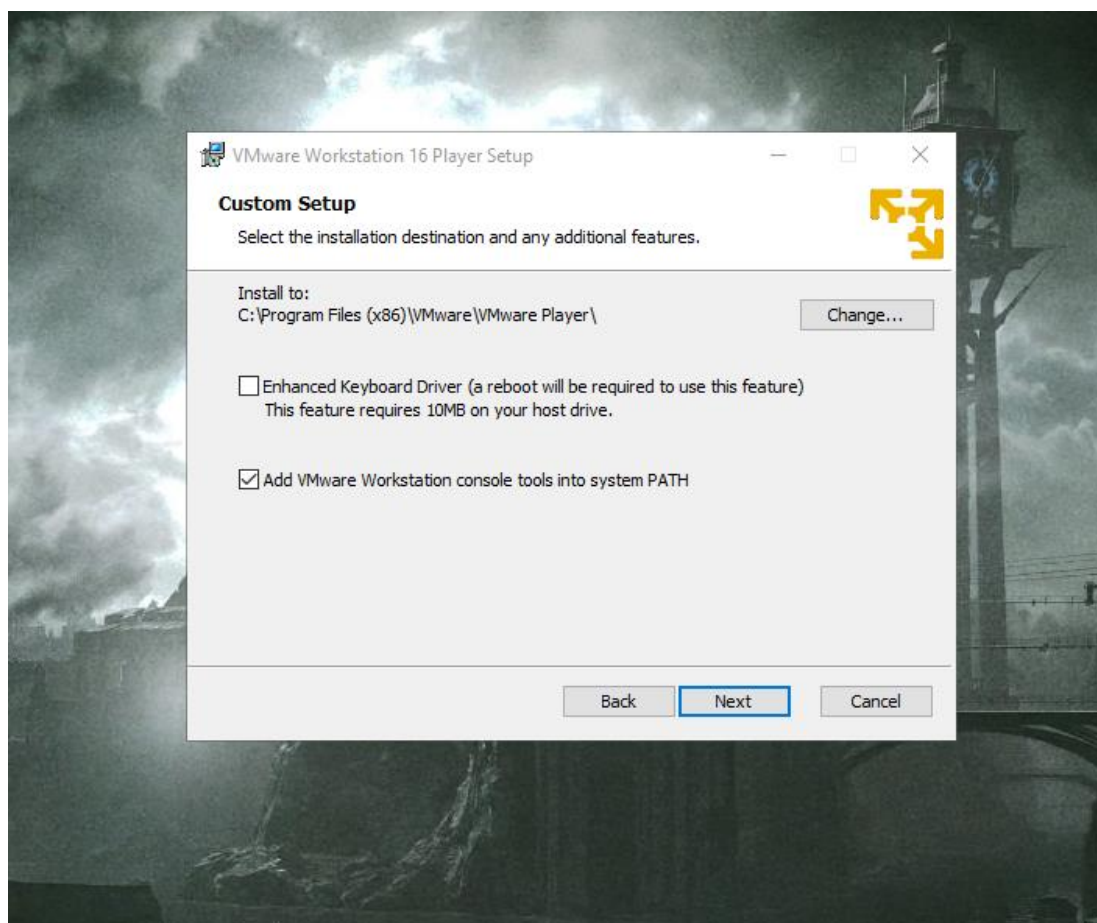 VMware Workstation 16 Player Setup
Custom Setup
Select the installation destination and any additional features.
Install to:
C:\Program Files (x86)\VMware\VMware Player\
Change...
Enhanced Keyboard Driver (a reboot will be required to use this feature)
This feature requires 10MB on your host drive.
Add VMware Workstation console tools into system PATH
Back Next Cancel